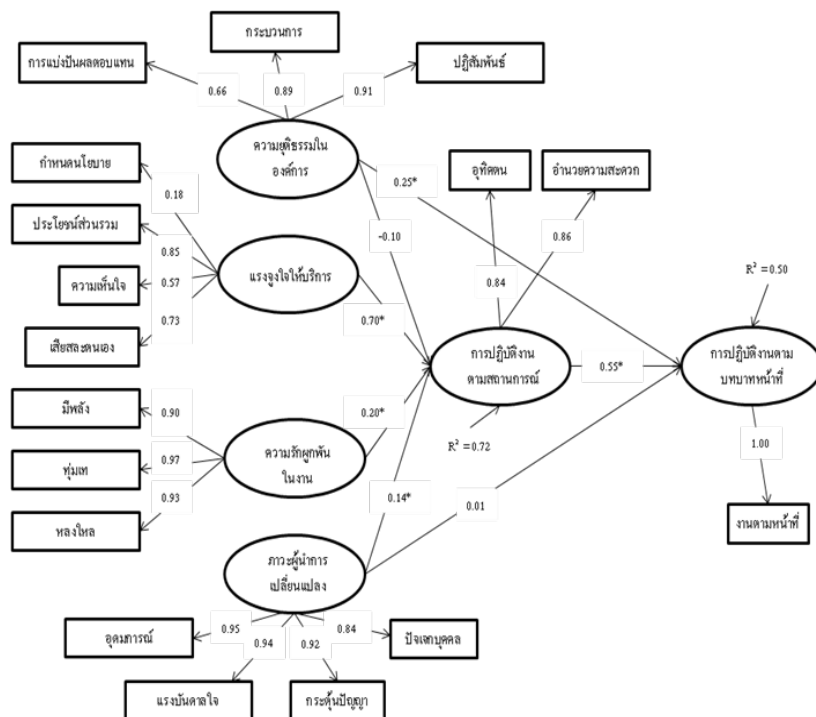 กระบวนการ
การแบ่งปันผลตอบแทน
ปฏิสัมพันธ์
0.66
0.89
0.91
ความยุติธรรมใน
องค์การ
กำหนดนโยบาย
0.18
ประโยชน์ส่วนรวม
0.85
ความเห็นใจ
0.57
เสียสละตนเอง
0.73
แรงจูงใจให้บริการ
อุทิศตน
อำนวยความสะดวก
0.25*
-0.10
0.84
0.86
0.70*
R² = 0.50
การปฏิบัติงาน
ตามสถานการณ์
0.55*
การปฏิบัติงานตาม
บทบาทหน้าที่
มีพลัง
0.90
ทุ่มเท
0.97
หลงใหล
0.93
ความรักผูกพัน
ในงาน
0.20*
R² = 0.72
0.14*
0.01
1.00
งานตามหน้าที่
ภาวะผู้นำการ
เปลี่ยนแปลง
0.95
0.94
0.92
0.84
อุดมการณ์
ปัจเจกบุคคล
แรงบันดาลใจ
กระตุ้นปัญญา